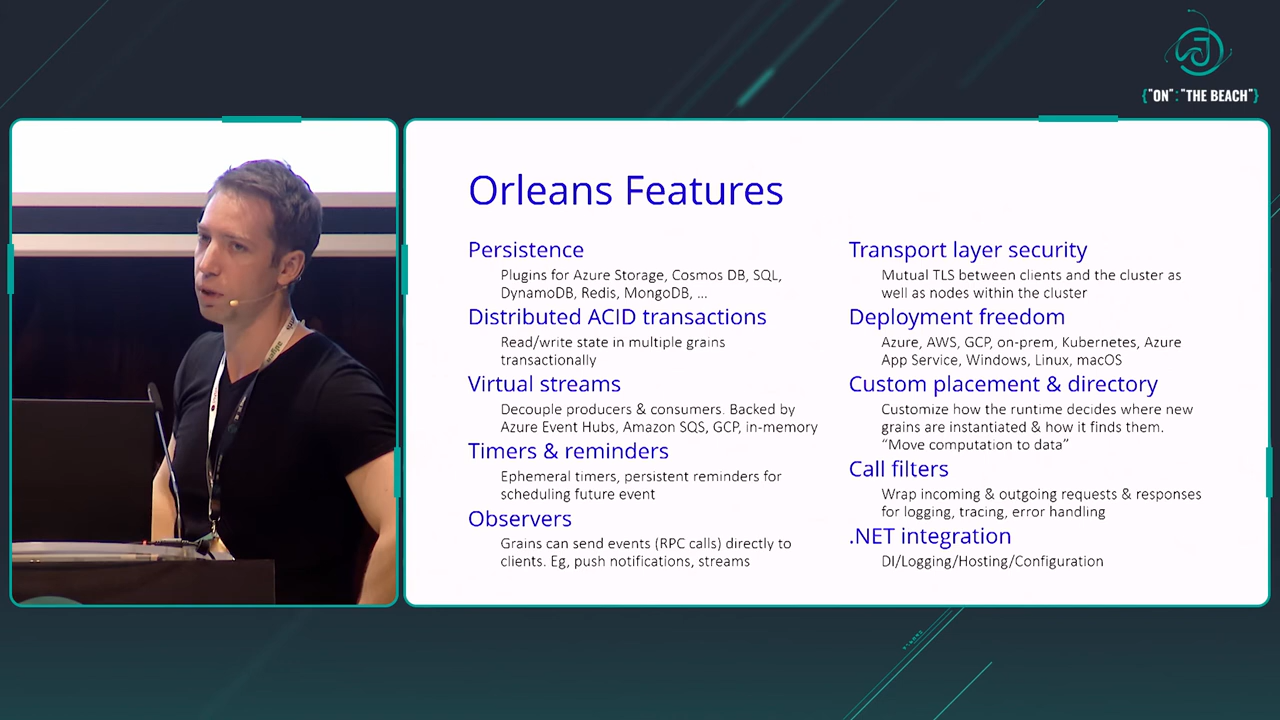 {"ON":"THE BEACH"}
Orleans Features
Persistence
Plugins for Azure Storage, Cosmos DB, SQL,
DynamoDB, Redis, MongoDB, ...
Distributed ACID transactions
Read/write state in multiple grains
transactionally
Virtual streams
Decouple producers & consumers. Backed by
Azure Event Hubs, Amazon SQS, GCP, in-memory
Timers & reminders
Ephemeral timers, persistent reminders for
scheduling future event
Observers
Grains can send events (RPC calls) directly to
clients. Eg, push notifications, streams
Transport layer security
Mutual TLS between clients and the cluster as
well as nodes within the cluster
Deployment freedom
Azure, AWS, GCP, on-prem, Kubernetes, Azure
App Service, Windows, Linux, macOS
Custom placement & directory
Customize how the runtime decides where new
grains are instantiated & how it finds them.
“Move computation to data”
Call filters
Wrap incoming & outgoing requests & responses
for logging, tracing, error handling
.NET integration
DI/Logging/Hosting/Configuration